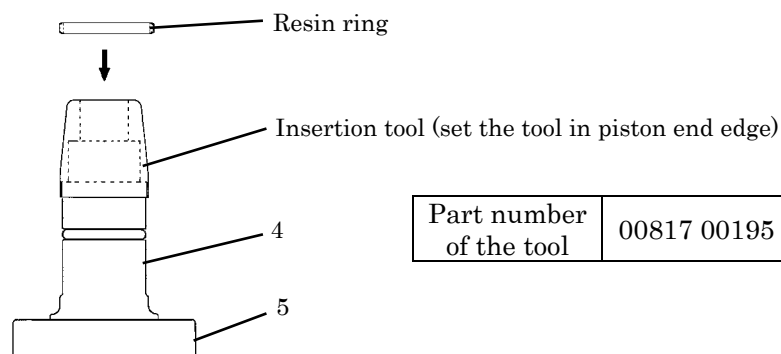 Resin ring
Insertion tool (set the tool in piston end edge)
4
Part number
of the tool
00817 00195
5